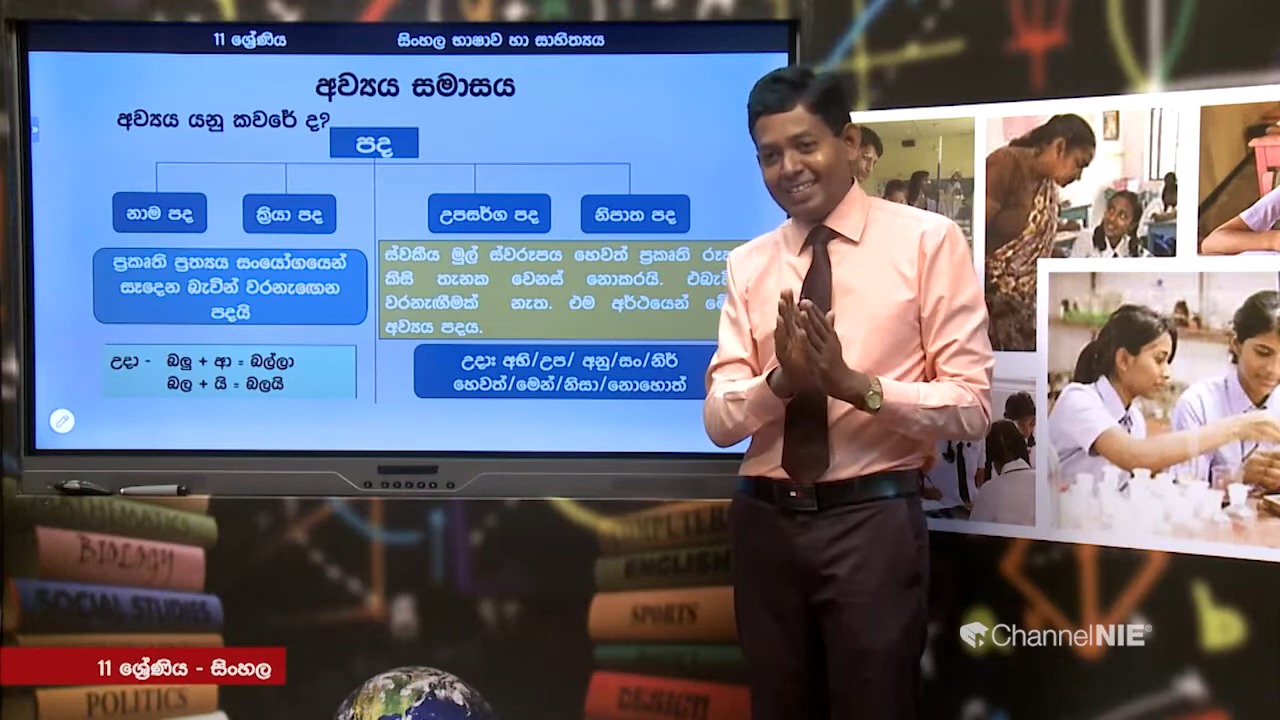 11 ශ්‍රේණිය සිංහල භාෂාව හා සාහිත්‍යය
අව්‍යය සමාසය
අව්‍යය යනු කවරේ ද?
පද
නාම පද ක්‍රියා පද උපසර්ග පද නිපාත පද
ප්‍රකෘති ප්‍රත්‍යය සංයෝගයෙන්
සෑදෙන බැවින් වරනැඟෙන
පදයි
ස්වකීය මුල් ස්වරූපය හෙවත් ප්‍රකෘති
කිසි තැනක වෙනස් නොකරයි.
වරනැඟීමක් නැත. එම අර්ථයෙන්
අව්‍යය පදය.
උදා - බලු + ආ = බල්ලා
බල + යි = බලයි
උදාඃ අභි/උප/ අනු/සං/නිර්
හෙවත්/මෙන්/නිසා/නොහොත්
MATHEMATICS
BIOLOGY
SOCIAL STUDIES
POLITICS
COMPUTER
ENGLISH
SPORTS
DESIGN
ChannelNIE®
11 ශ්‍රේණිය - සිංහල